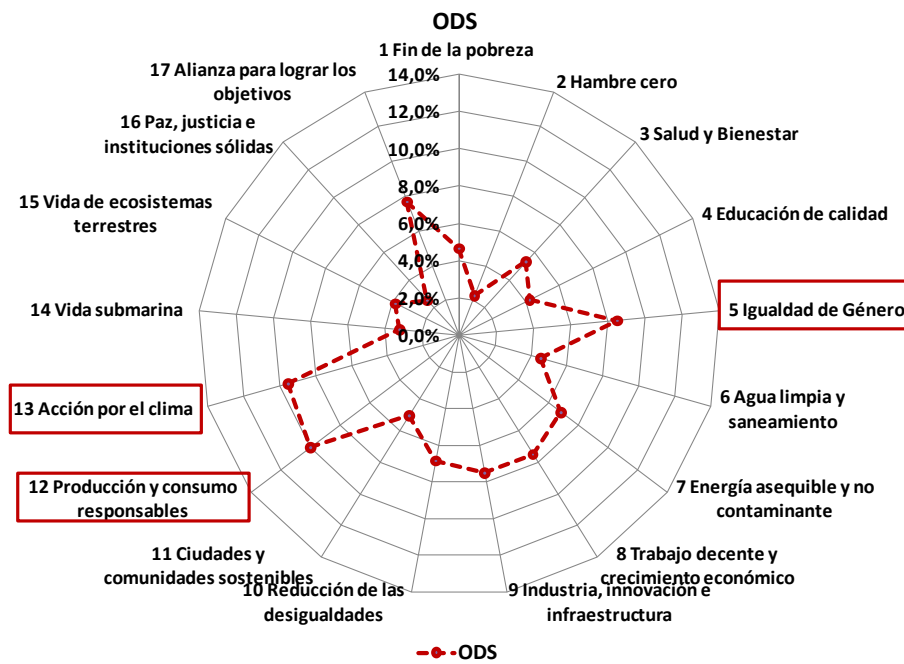 ODS
1 Fin de la pobreza
2 Hambre cero
3 Salud y Bienestar
4 Educación de calidad
5 Igualdad de Género
6 Agua limpia y
saneamiento
7 Energía asequible y no
contaminante
8 Trabajo decente y
crecimiento económico
9 Industria, innovación e
infraestructura
10 Reducción de las
desigualdades
11 Ciudades y
comunidades sostenibles
12 Producción y consumo
responsables
13 Acción por el clima
14 Vida submarina
15 Vida de ecosistemas
terrestres
16 Paz, justicia e
instituciones sólidas
17 Alianza para lograr los
objetivos
14,0%
12,0%
10,0%
8,0%
6,0%
4,0%
2,0%
0,0%
ODS